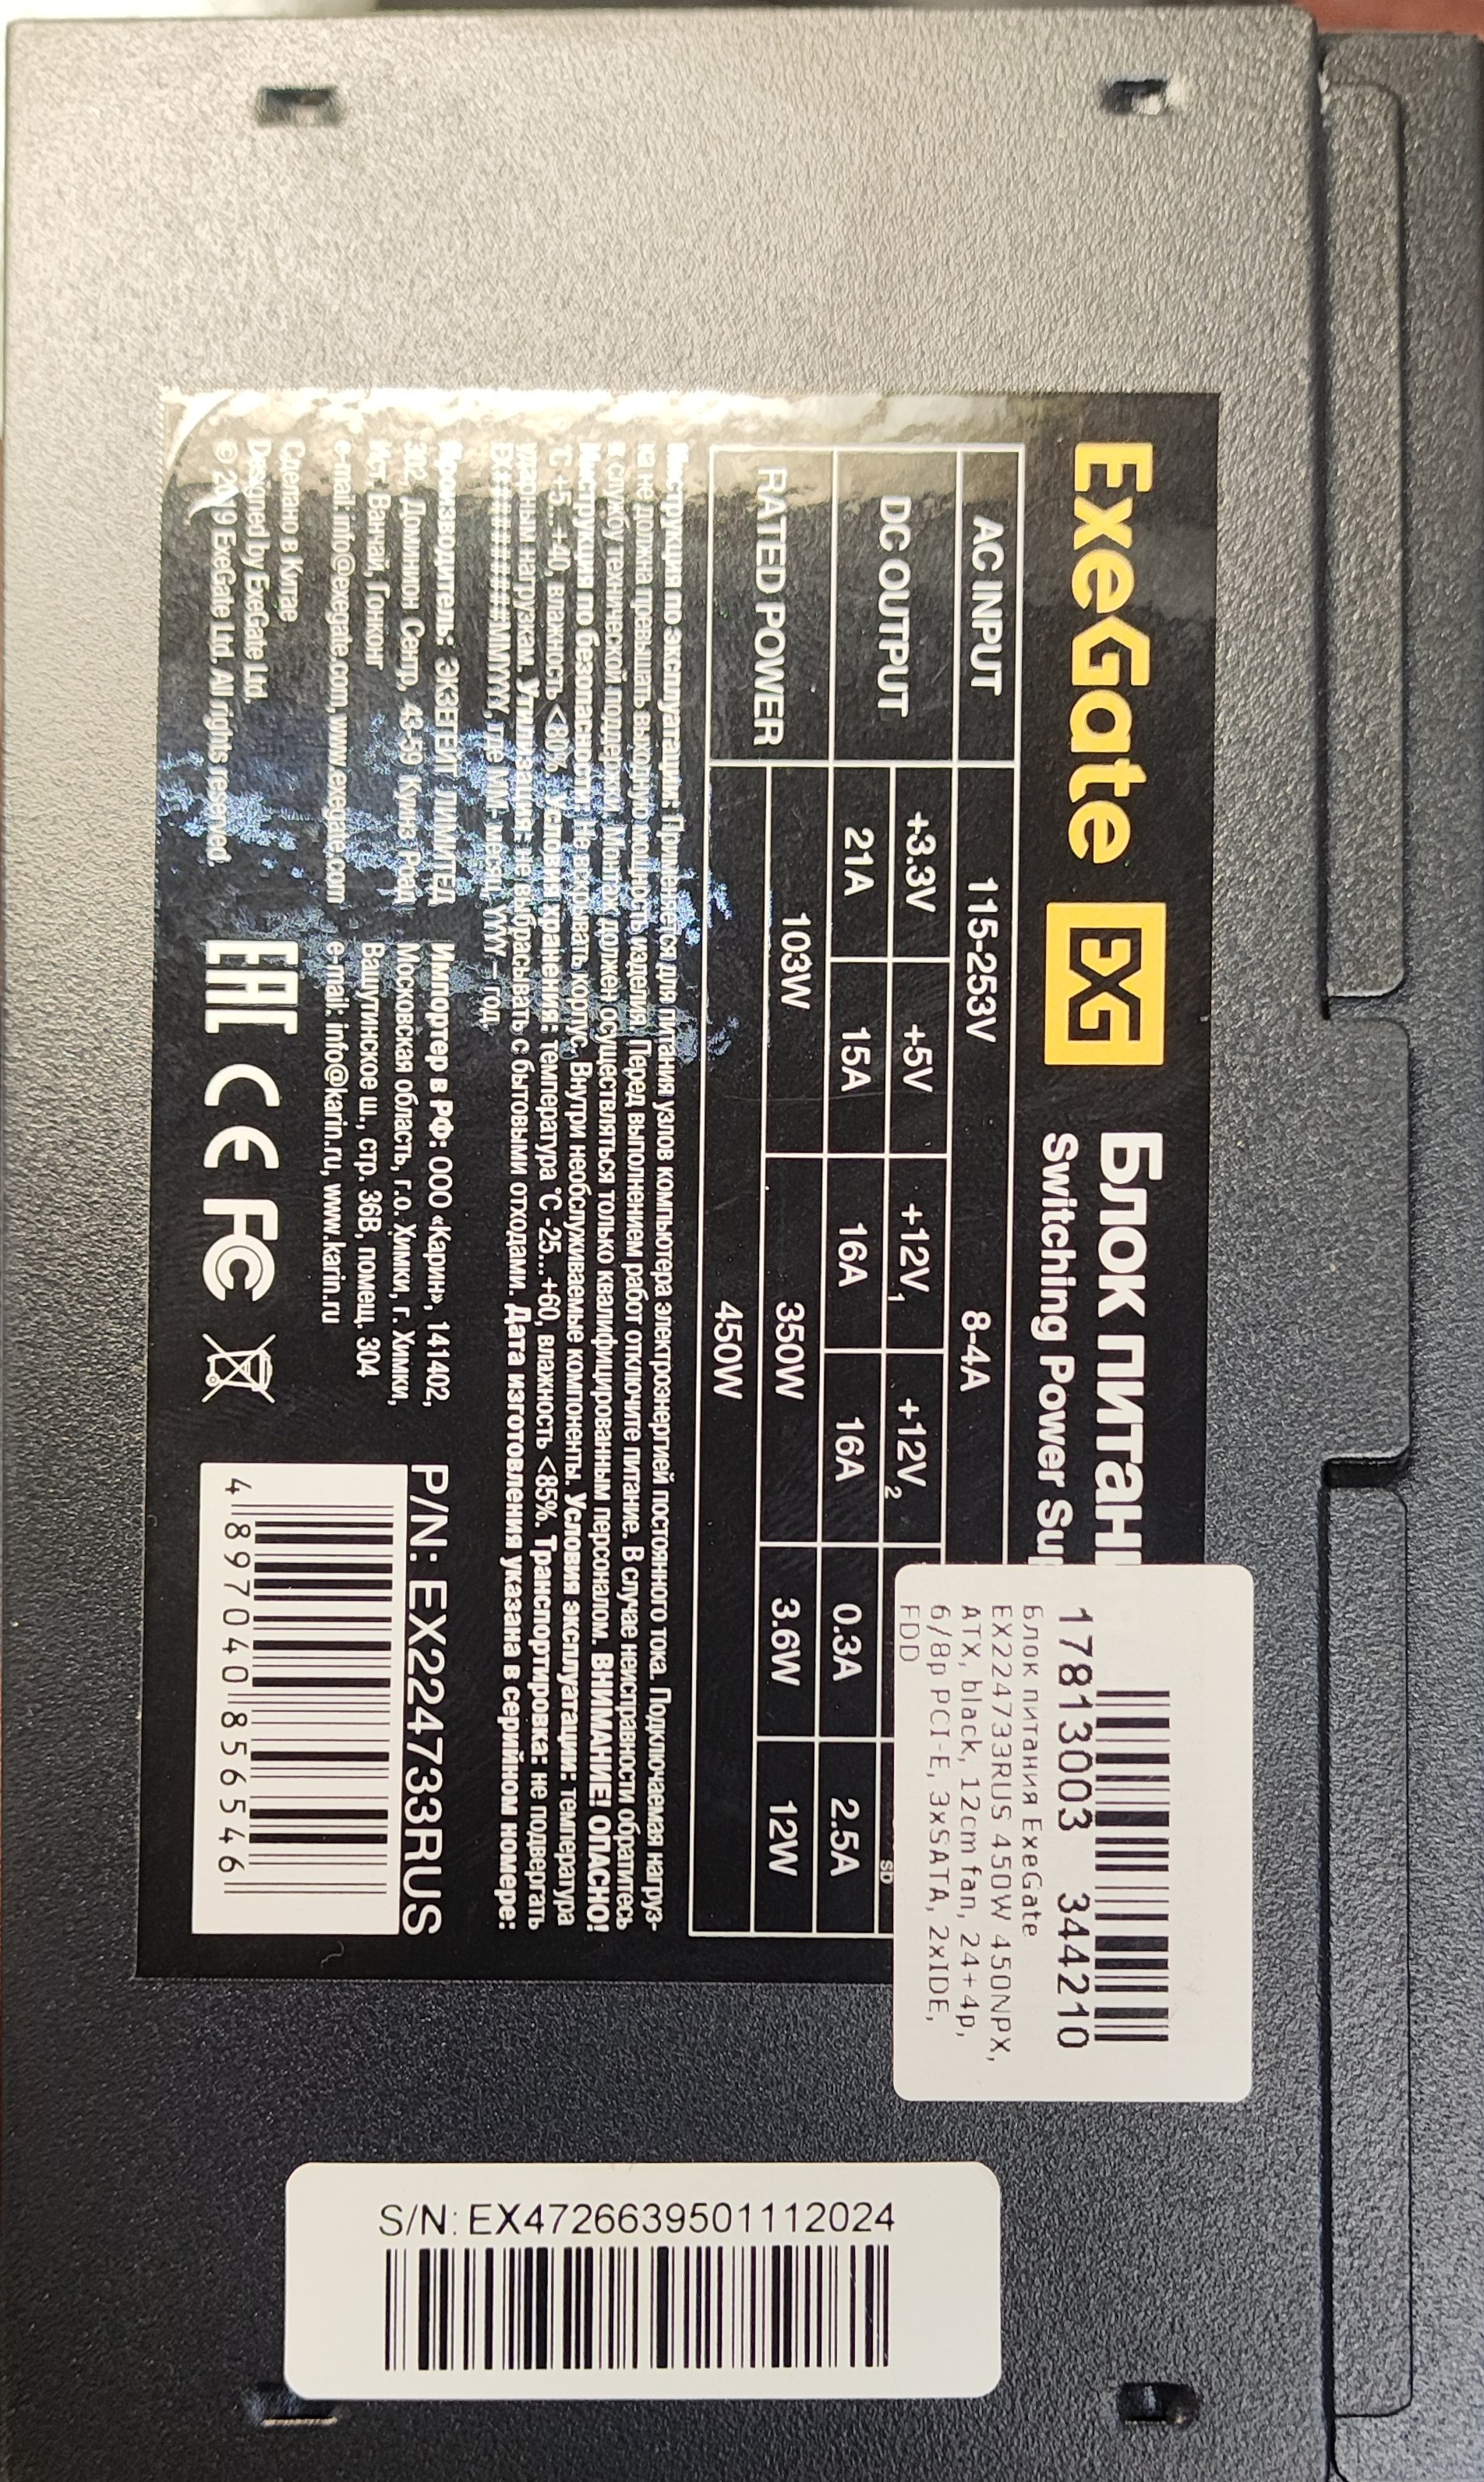 ExeGate EXG Блок питан
Switching Power Su
AC INPUT 115-253V 8-4A
DC OUTPUT +3.3V +5V +12V1 +12V2
21A 15A 16A 16A 0.3A 2.5A
RATED POWER 103W 350W 3.6W 12W
450W
Инструкция по эксплуатации: Применяется для питания узлов компьютера электроэнергией постоянного тока. Подключаемая нагруз-
ка не должна превышать выходную мощность изделия. Перед выполнением работ отключите питание. В случае неисправности обратитесь
в службу технической поддержки, монтаж должен осуществляться только квалифицированным персоналом. ВНИМАНИЕ! ОПАСНО!
Инструкция по безопасности: Не вскрывать корпус. Внутри необслуживаемые компоненты. Условия эксплуатации: температура
°C +5...+40, влажность <80%. Условия хранения: температура °C -25...+60, влажность <85%. Транспортировка: не подвергать
ударным нагрузкам. Утилизация: не выбрасывать с бытовыми отходами. Дата изготовления указана в серийном номере:
где ММ- месяц, YYYY – год.
Производитель: ЭКЗЕГЕЙТ ЛИМИТЕД
302, Доминион Сентр, 43-59 Куинз Роад
Ист, Ванчай, Гонконг
e-mail: info@exegate.com, www.exegate.com
Сделано в Китае
Designed by ExeGate Ltd.
© 2019 ExeGate Ltd. All rights reserved.
Импортер в РФ: ООО «Карин», 141402,
Московская область, г.о. Химки, г. Химки,
Вашутинское ш., стр. 36В, помещ. 304
e-mail: info@karin.ru, www.karin.ru
EAC CE FC
P/N: EX224733RUS
4 897040 856546
17813003 344210
Блок питания ExeGate
EX224733RUS 450W 450NPX,
ATX, black, 12cm fan, 24+4p,
6/8p PCI-E, 3xSATA, 2xIDE,
FDD
S/N: EX4726639501112024